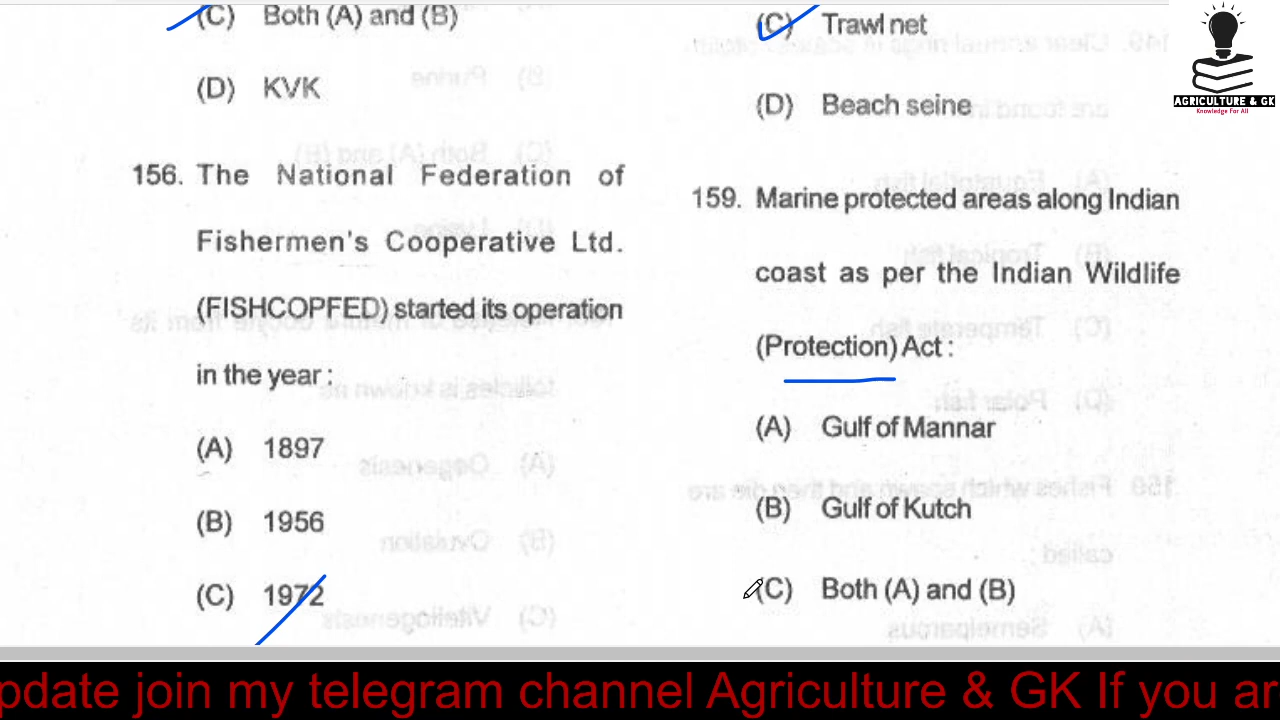 (C) Both (A) and (B)
(D) KVK
156. The National Federation of
Fishermen's Cooperative Ltd.
(FISHCOPFED) started its operation
in the year :
(A) 1897
(B) 1956
(C) 1972
(C) Trawl net
(D) Beach seine
159. Marine protected areas along Indian
coast as per the Indian Wildlife
(Protection) Act :
(A) Gulf of Mannar
(B) Gulf of Kutch
(C) Both (A) and (B)
AGRICULTURE & GK
Knowledge For All
pdate join my telegram channel Agriculture & GK If you ar